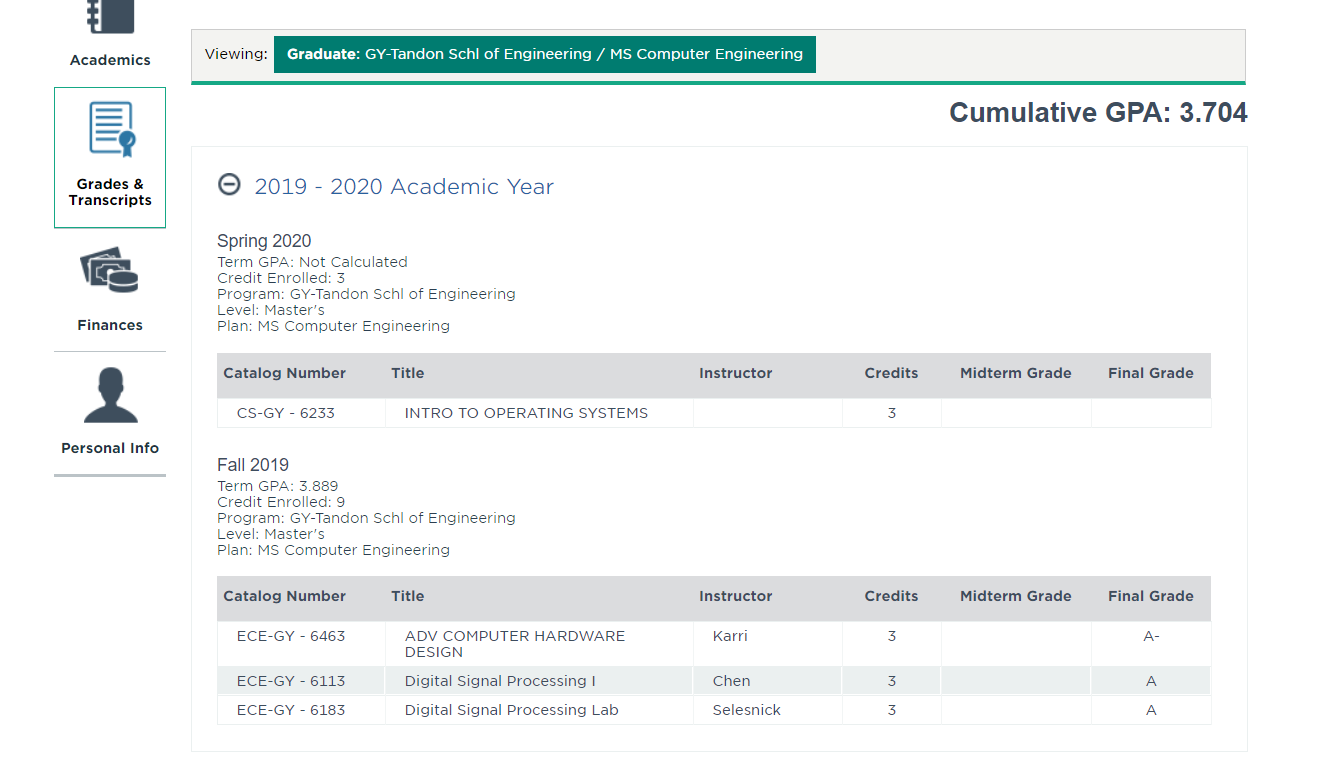 Academics
Grades &
Transcripts
Finances
Personal Info
Viewing: Graduate: GY-Tandon Schl of Engineering / MS Computer Engineering
Cumulative GPA: 3.704
2019 - 2020 Academic Year
Spring 2020
Term GPA: Not Calculated
Credit Enrolled: 3
Program: GY-Tandon Schl of Engineering
Level: Master's
Plan: MS Computer Engineering
Catalog Number Title Instructor Credits Midterm Grade Final Grade
CS-GY - 6233 INTRO TO OPERATING SYSTEMS 3
Fall 2019
Term GPA: 3.889
Credit Enrolled: 9
Program: GY-Tandon Schl of Engineering
Level: Master's
Plan: MS Computer Engineering
Catalog Number Title Instructor Credits Midterm Grade Final Grade
ECE-GY - 6463 ADV COMPUTER HARDWARE Karri 3 A-
DESIGN
ECE-GY - 6113 Digital Signal Processing I Chen 3 A
ECE-GY - 6183 Digital Signal Processing Lab Selesnick 3 A